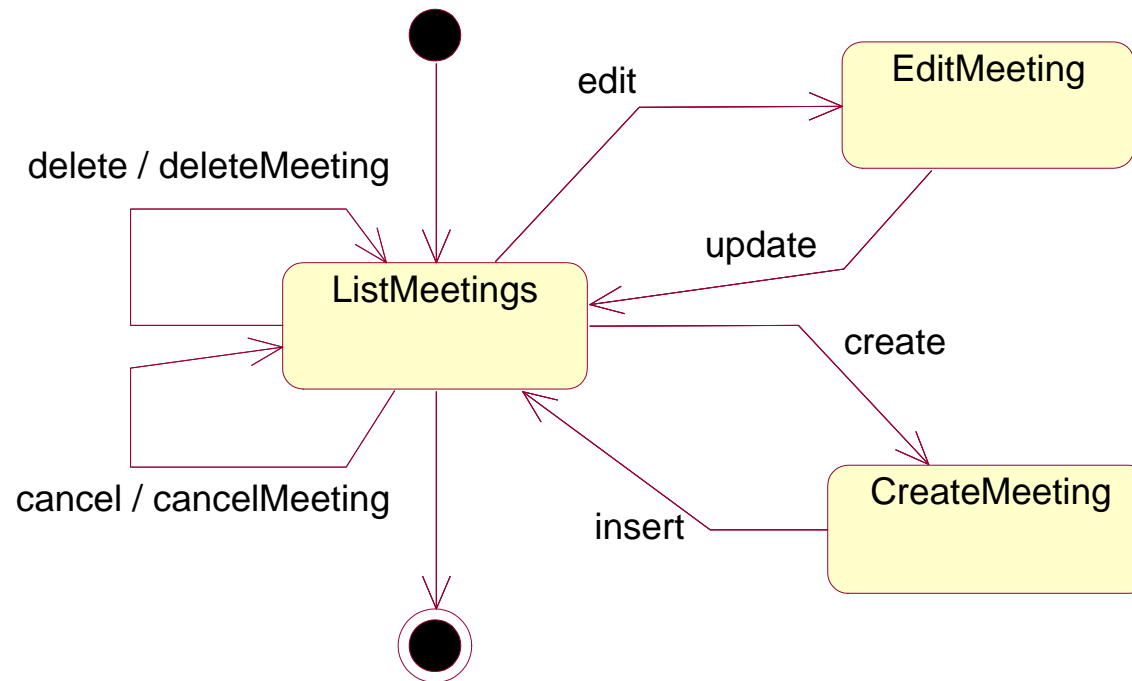 EditMeeting
edit
delete / deleteMeeting
update
ListMeetings
create
CreateMeeting
cancel / cancelMeeting
insert